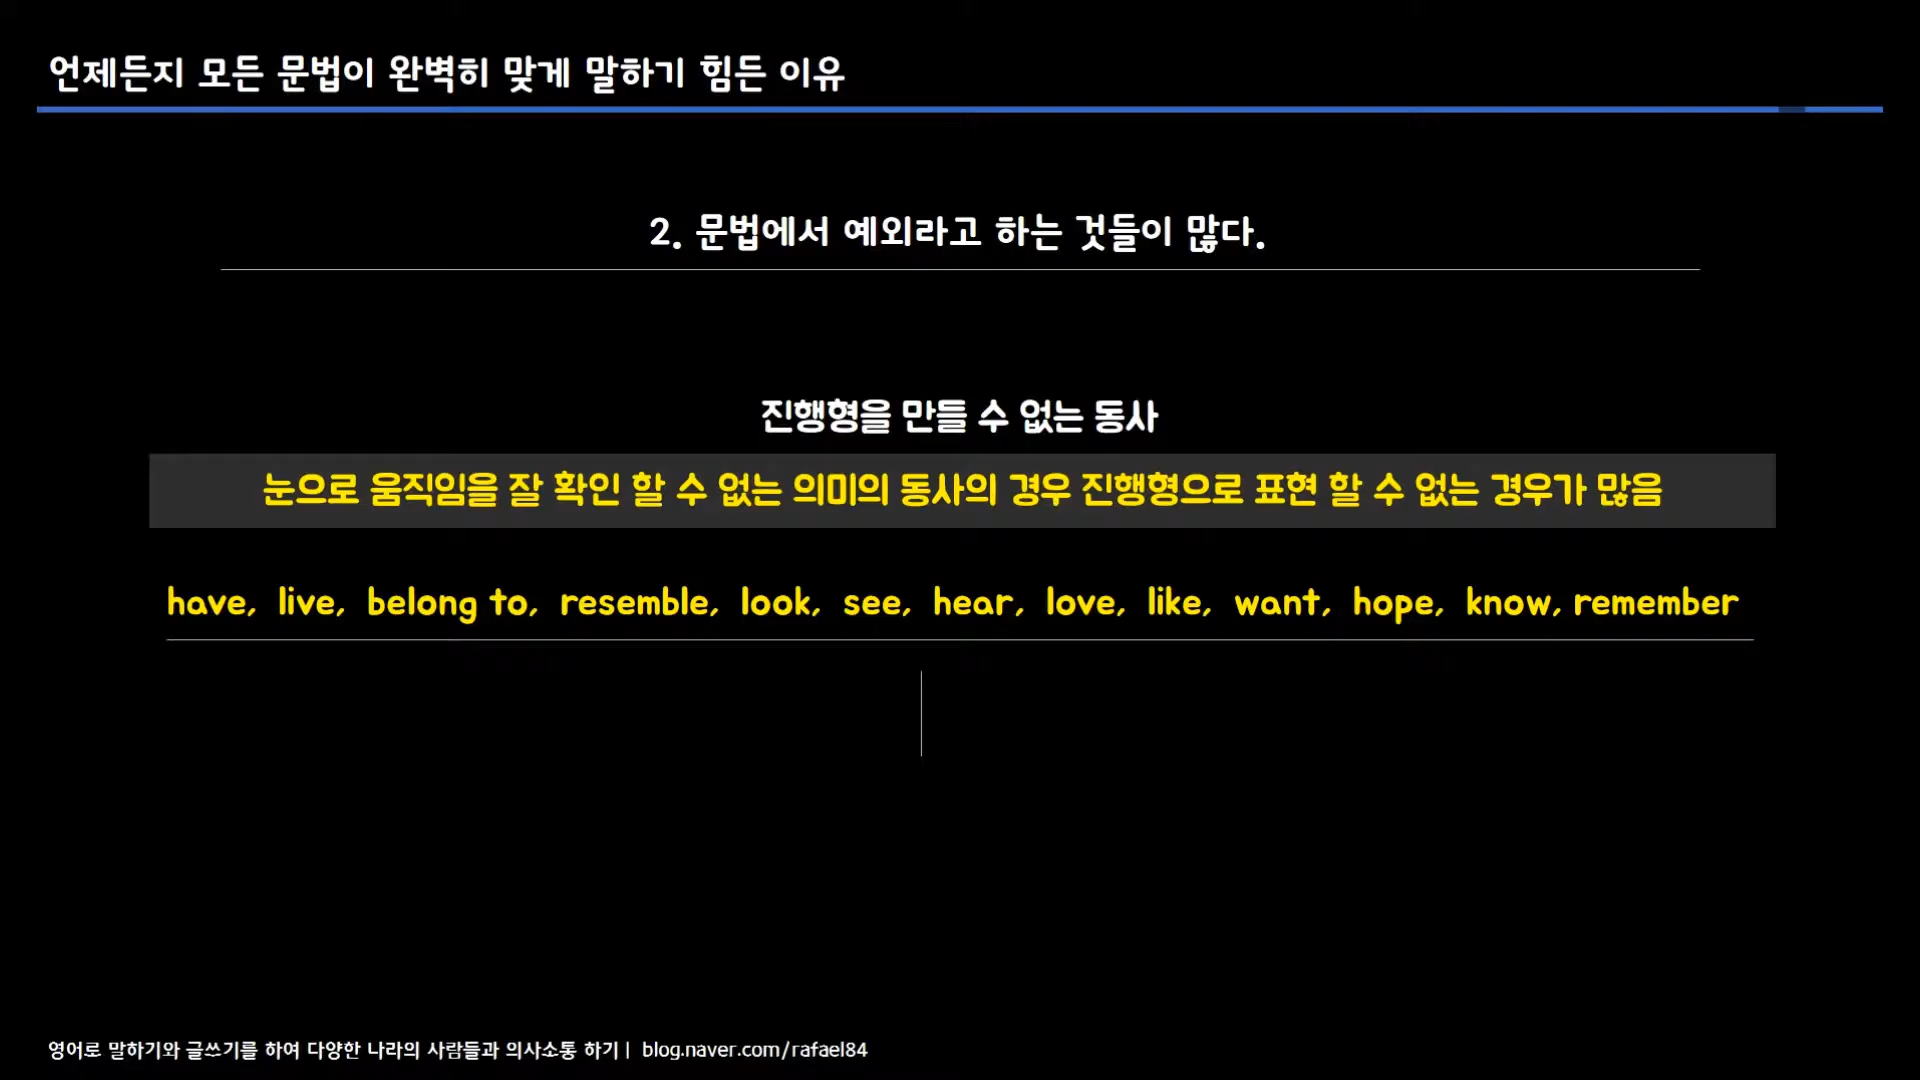 언제든지 모든 문법이 완벽히 맞게 말하기 힘든 이유
2. 문법에서 예외라고 하는 것들이 많다.
진행형을 만들 수 없는 동사
눈으로 움직임을 잘 확인 할 수 없는 의미의 동사의 경우 진행형으로 표현 할 수 없는 경우가 많음
have, live, belong to, resemble, look, see, hear, love, like, want, hope, know, remember
영어로 말하기와 글쓰기를 하여 다양한 나라의 사람들과 의사소통 하기 | blog.naver.com/rafael84